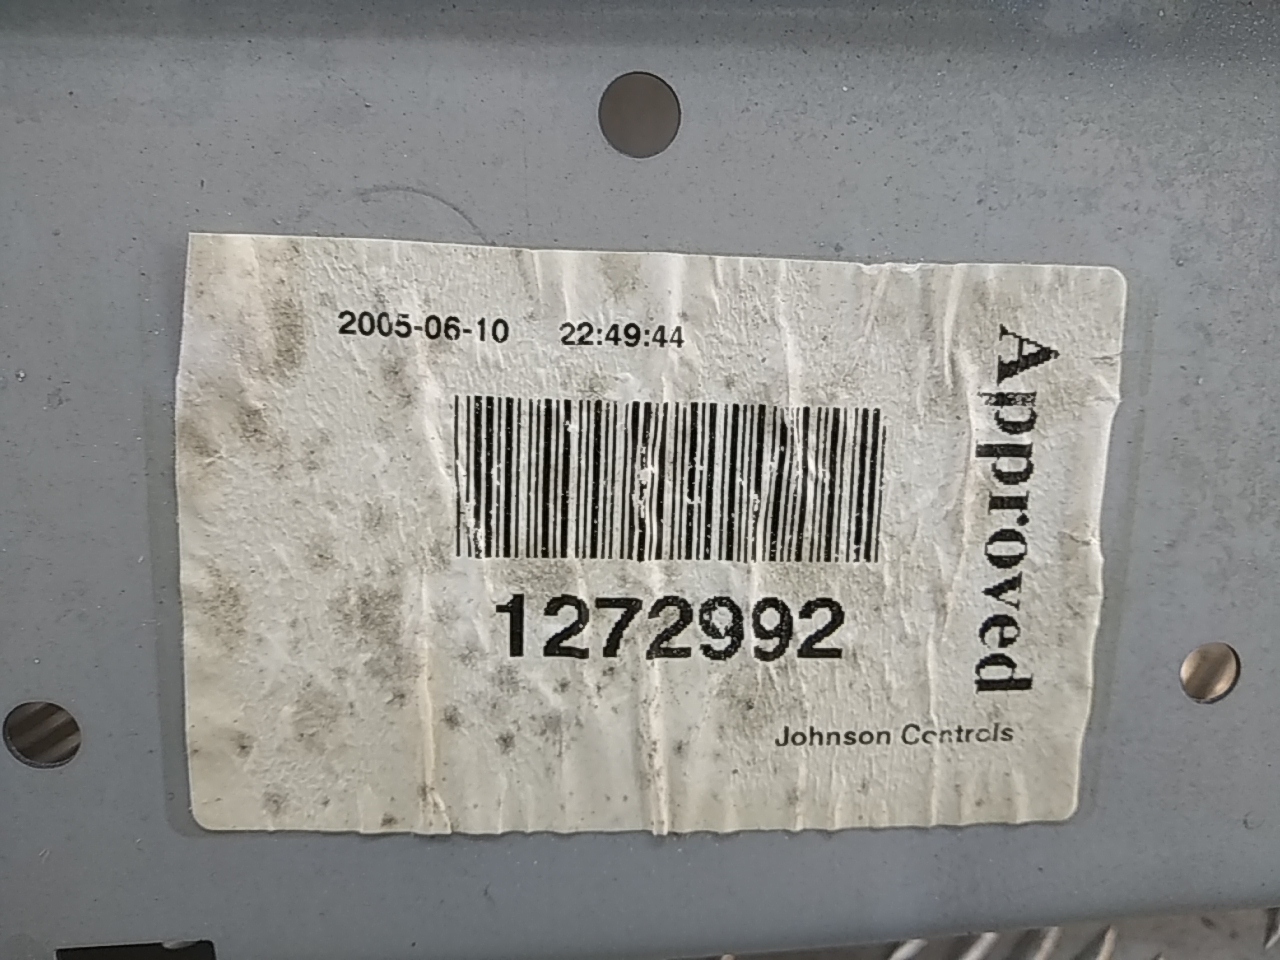 2005-06-10 22:49:44
1272992
Approved
Johnson Controls